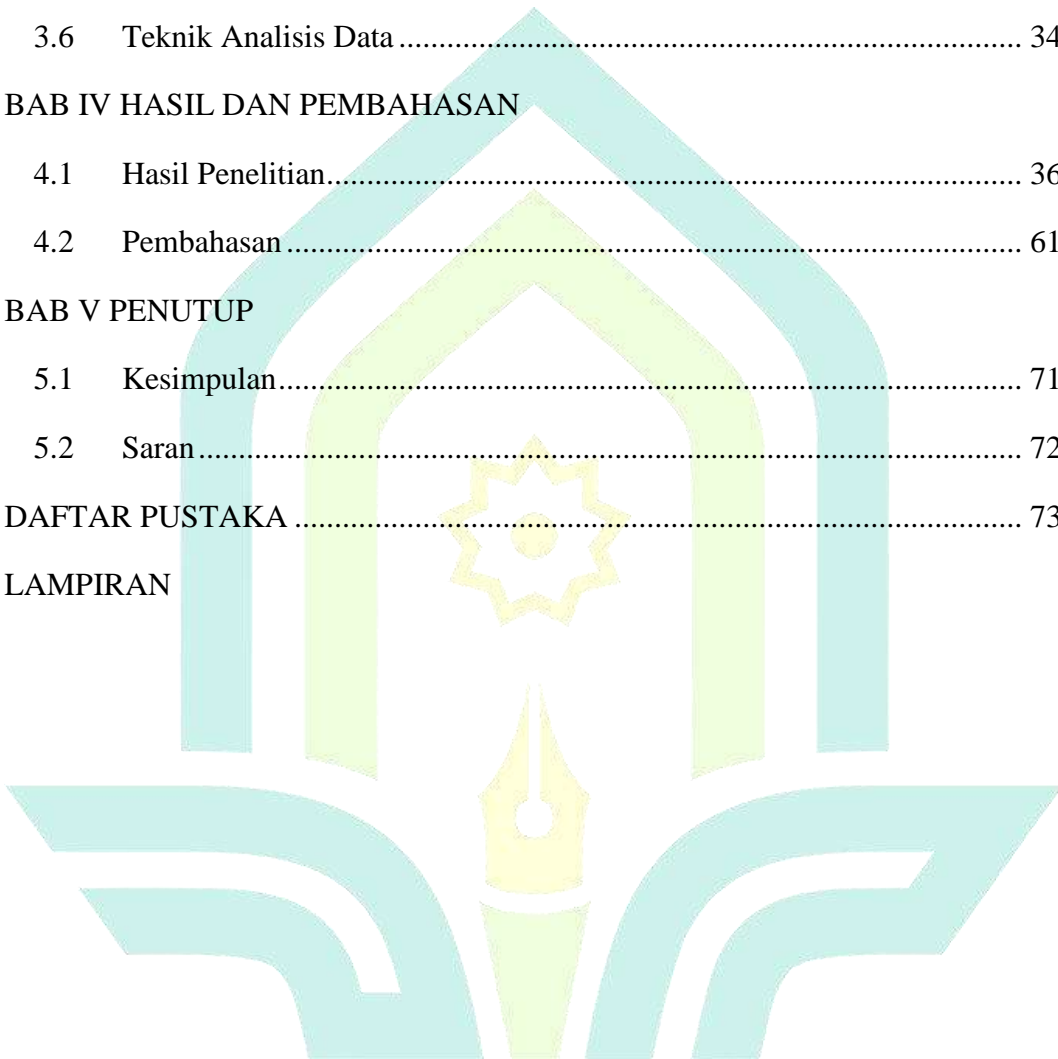 3.6 Teknik Analisis Data ........................................................................ 34
BAB IV HASIL DAN PEMBAHASAN
4.1 Hasil Penelitian ........................................................................ 36
4.2 Pembahasan ........................................................................ 61
BAB V PENUTUP
5.1 Kesimpulan ........................................................................ 71
5.2 Saran ........................................................................ 72
DAFTAR PUSTAKA ........................................................................ 73
LAMPIRAN